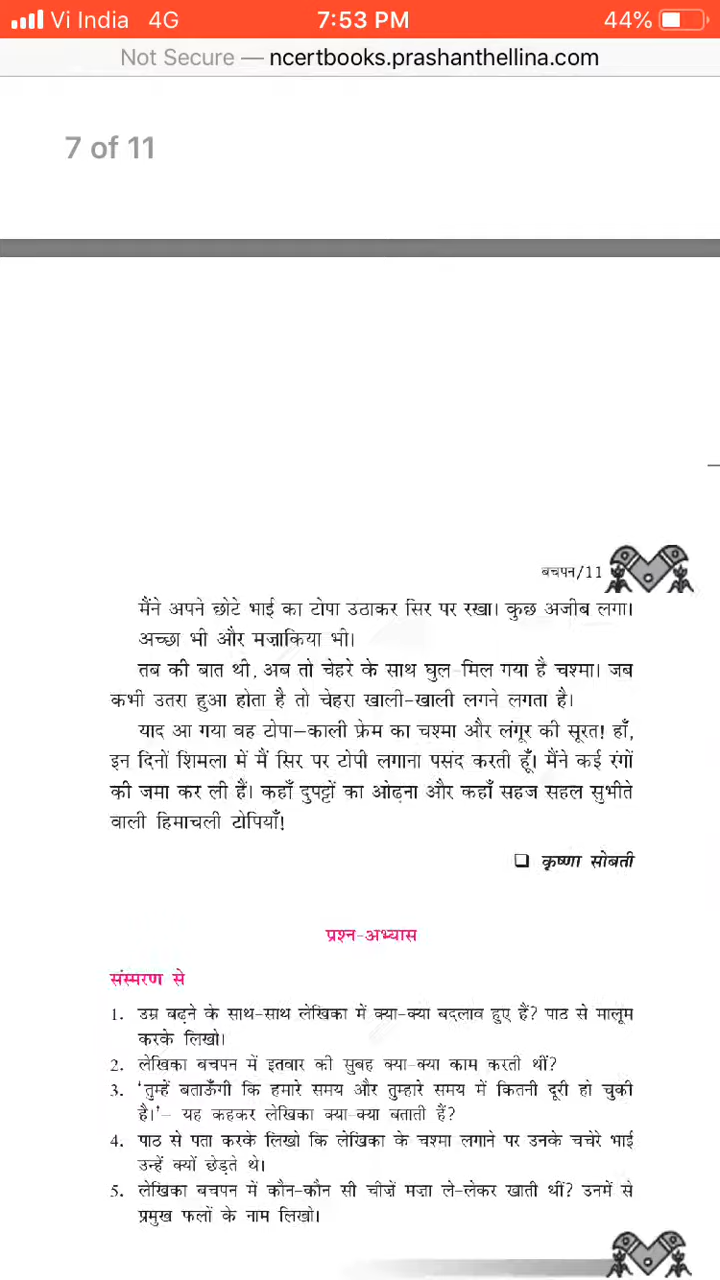 Vi India 4G 7:53 PM 44%
Not Secure — ncertbooks.prashanthellina.com
7 of 11
बचपन/11
मैंने अपने छोटे भाई का टोपा उठाकर सिर पर रखा। कुछ अजीब लगा।
अच्छा भी और मज़ाकिया भी।
तब की बात थी, अब तो चेहरे के साथ घुल-मिल गया है चश्मा। जब
कभी उतरा हुआ होता है तो चेहरा खाली-खाली लगने लगता है।
याद आ गया वह टोपा—काली फ़्रेम का चश्मा और लंगूर की सूरत! हाँ,
इन दिनों शिमला में मैं सिर पर टोपी लगाना पसंद करती हूँ। मैंने कई रंगों
की जमा कर ली हैं। कहाँ दुपट्टों का ओढ़ना और कहाँ सहज सहल सुभीते
वाली हिमाचली टोपियाँ!
❑ कृष्णा सोबती
प्रश्न-अभ्यास
संस्मरण से
1. उम्र बढ़ने के साथ-साथ लेखिका में क्या-क्या बदलाव हुए हैं? पाठ से मालूम
करके लिखो।
2. लेखिका बचपन में इतवार की सुबह क्या-क्या काम करती थीं?
3. 'तुम्हें बताऊँगी कि हमारे समय और तुम्हारे समय में कितनी दूरी हो चुकी
है।'– यह कहकर लेखिका क्या-क्या बताती हैं?
4. पाठ से पता करके लिखो कि लेखिका के चश्मा लगाने पर उनके चचेरे भाई
उन्हें क्यों छेड़ते थे।
5. लेखिका बचपन में कौन-कौन सी चीज़ें मज़ा ले-लेकर खाती थीं? उनमें से
प्रमुख फलों के नाम लिखो।